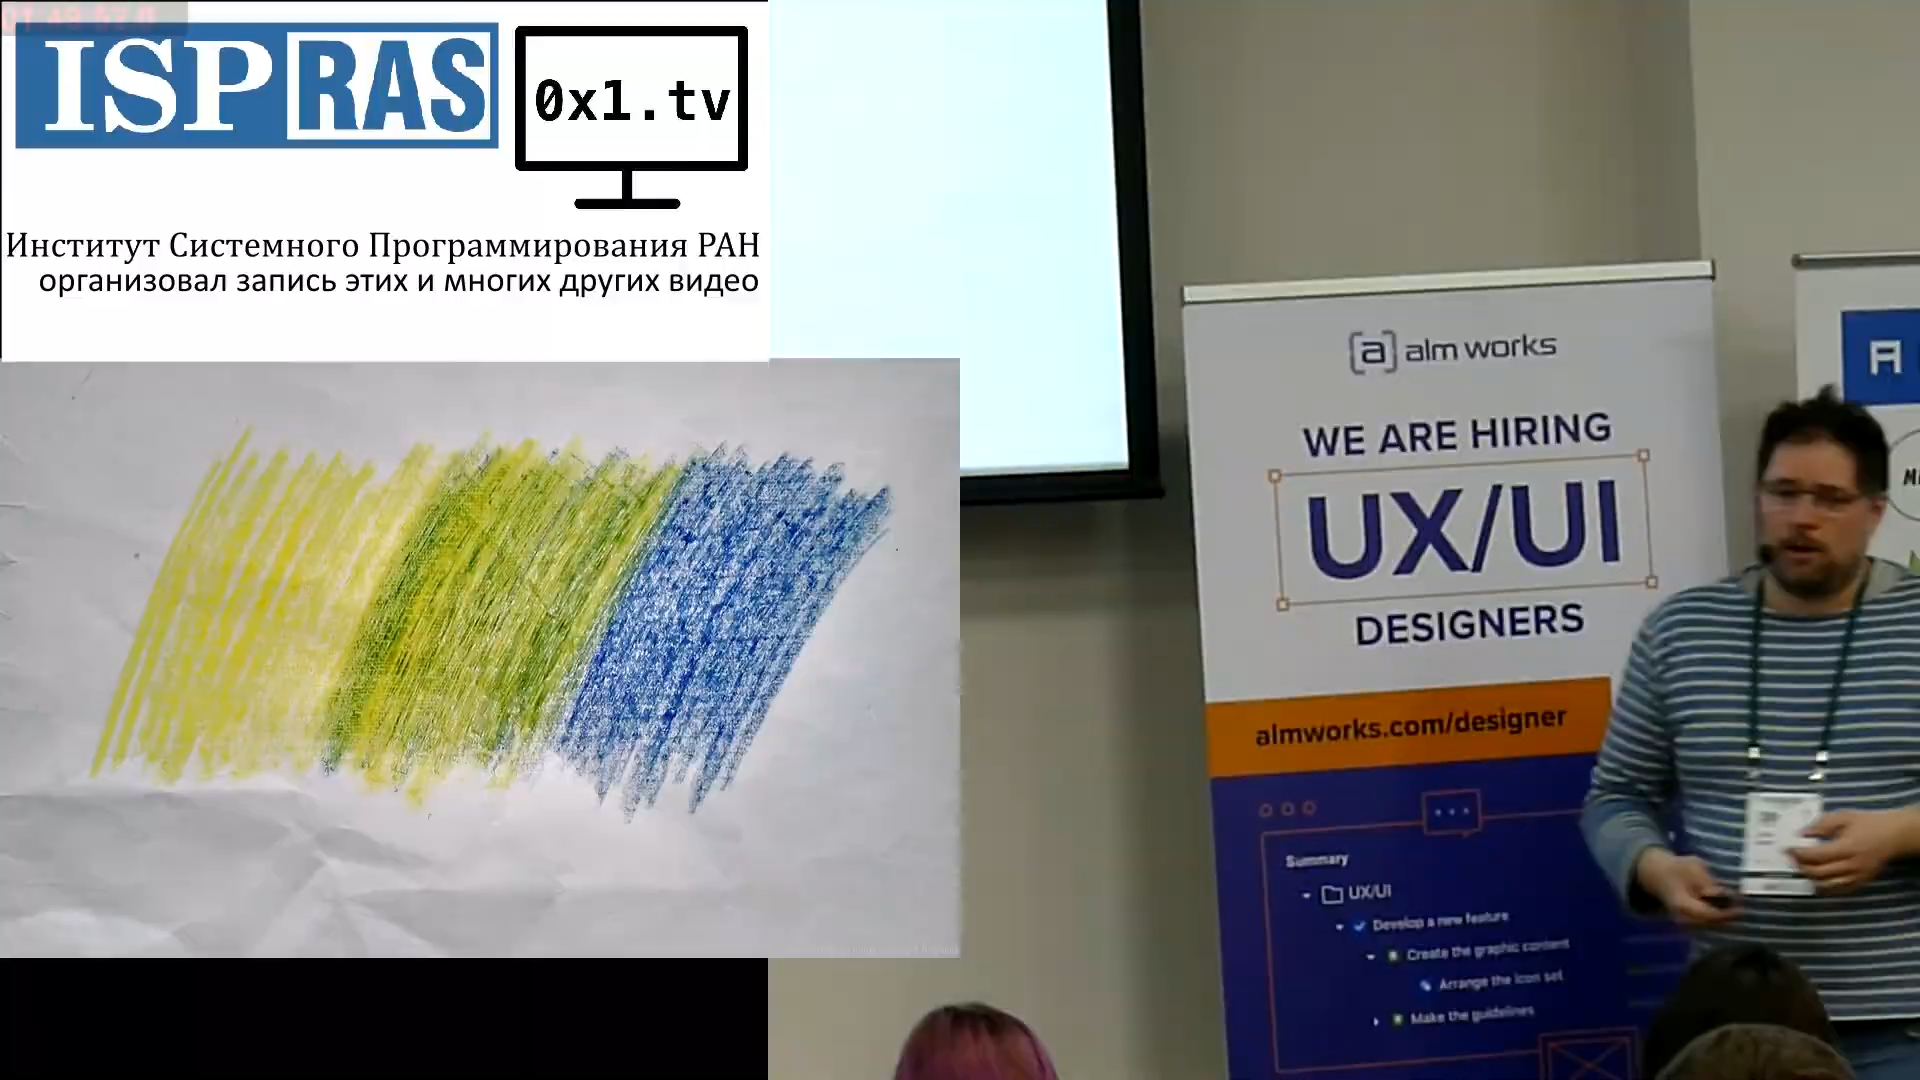 ISP RAS
0x1.tv
Институт Системного Программирования РАН
организовал запись этих и многих других видео
[a] alm works
WE ARE HIRING
UX/UI
DESIGNERS
almworks.com/designer
Summary
UX/UI
Develop a new feature
Create the graphic content
Arrange the icon set
Make the guidelines
A